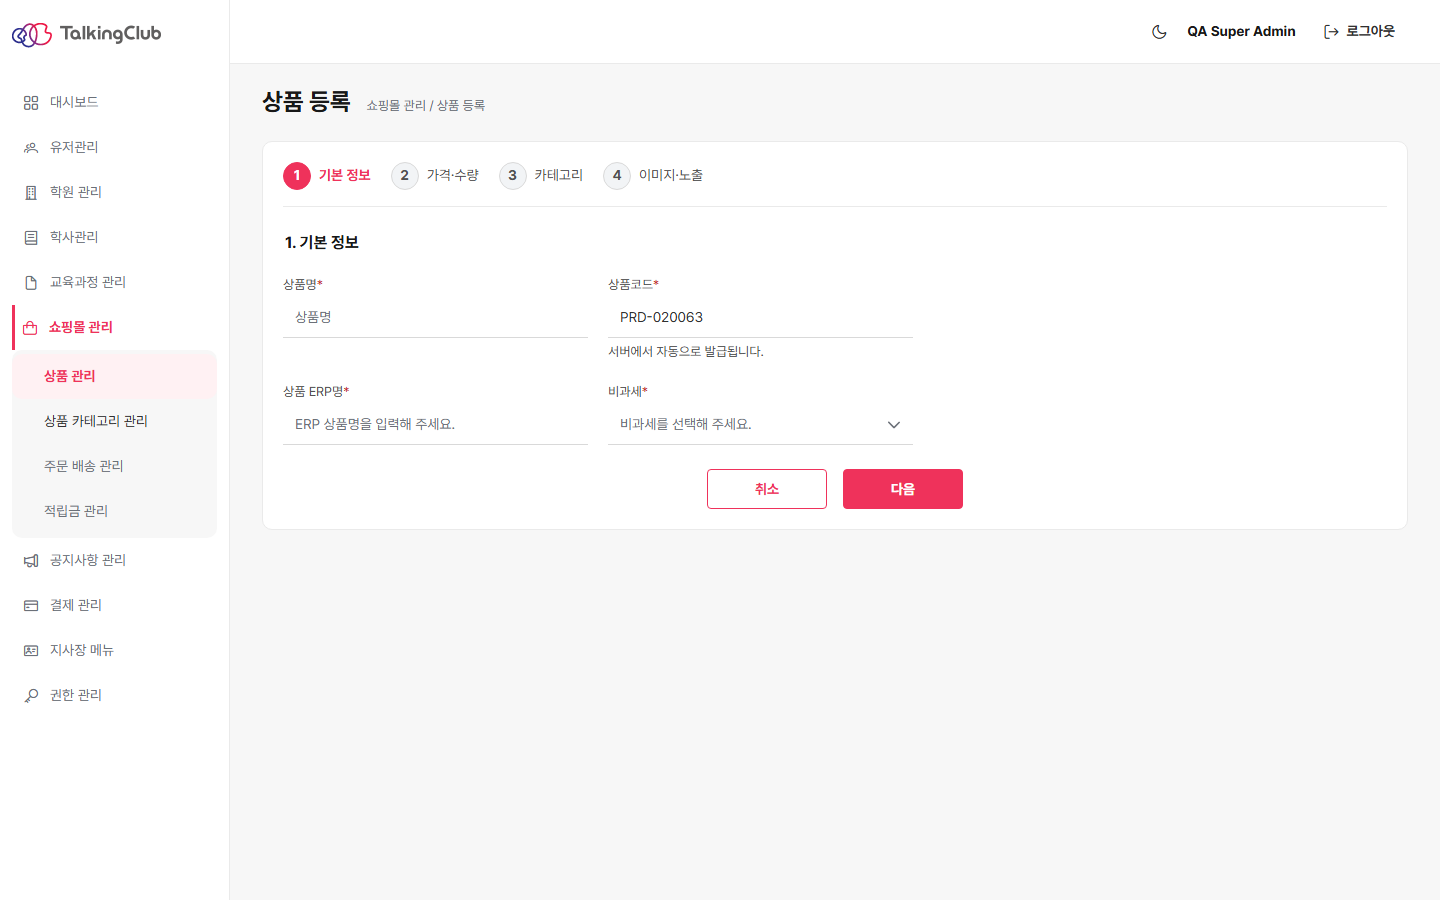 TalkingClub
QA Super Admin
로그아웃
대시보드
유저관리
학원 관리
학사관리
교육과정 관리
쇼핑몰 관리
상품 관리
상품 카테고리 관리
주문 배송 관리
적립금 관리
공지사항 관리
결제 관리
지사장 메뉴
권한 관리
상품 등록 쇼핑몰 관리 / 상품 등록
1 기본 정보 2 가격·수량 3 카테고리 4 이미지·노출
1. 기본 정보
상품명* 상품코드*
상품명 PRD-020063
서버에서 자동으로 발급됩니다.
상품 ERP명* 비과세*
ERP 상품명을 입력해 주세요. 비과세를 선택해 주세요.
취소 다음